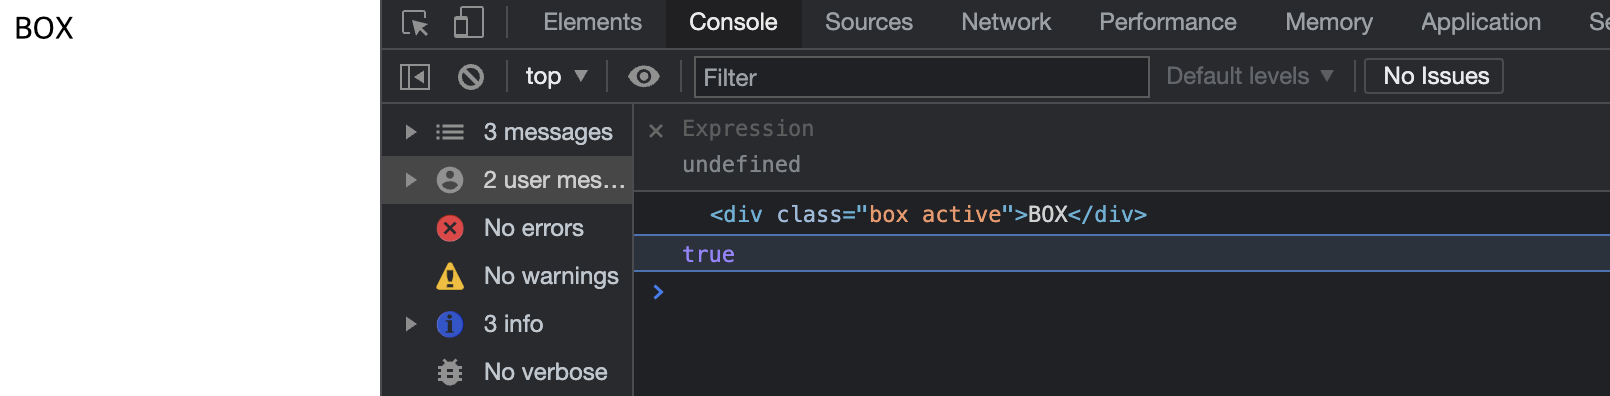 BOX
Elements Console Sources Network Performance Memory Application Se
top Filter Default levels No Issues
3 messages
2 user mes...
No errors
No warnings
3 info
No verbose
Expression
undefined
<div class="box active">BOX</div>
true